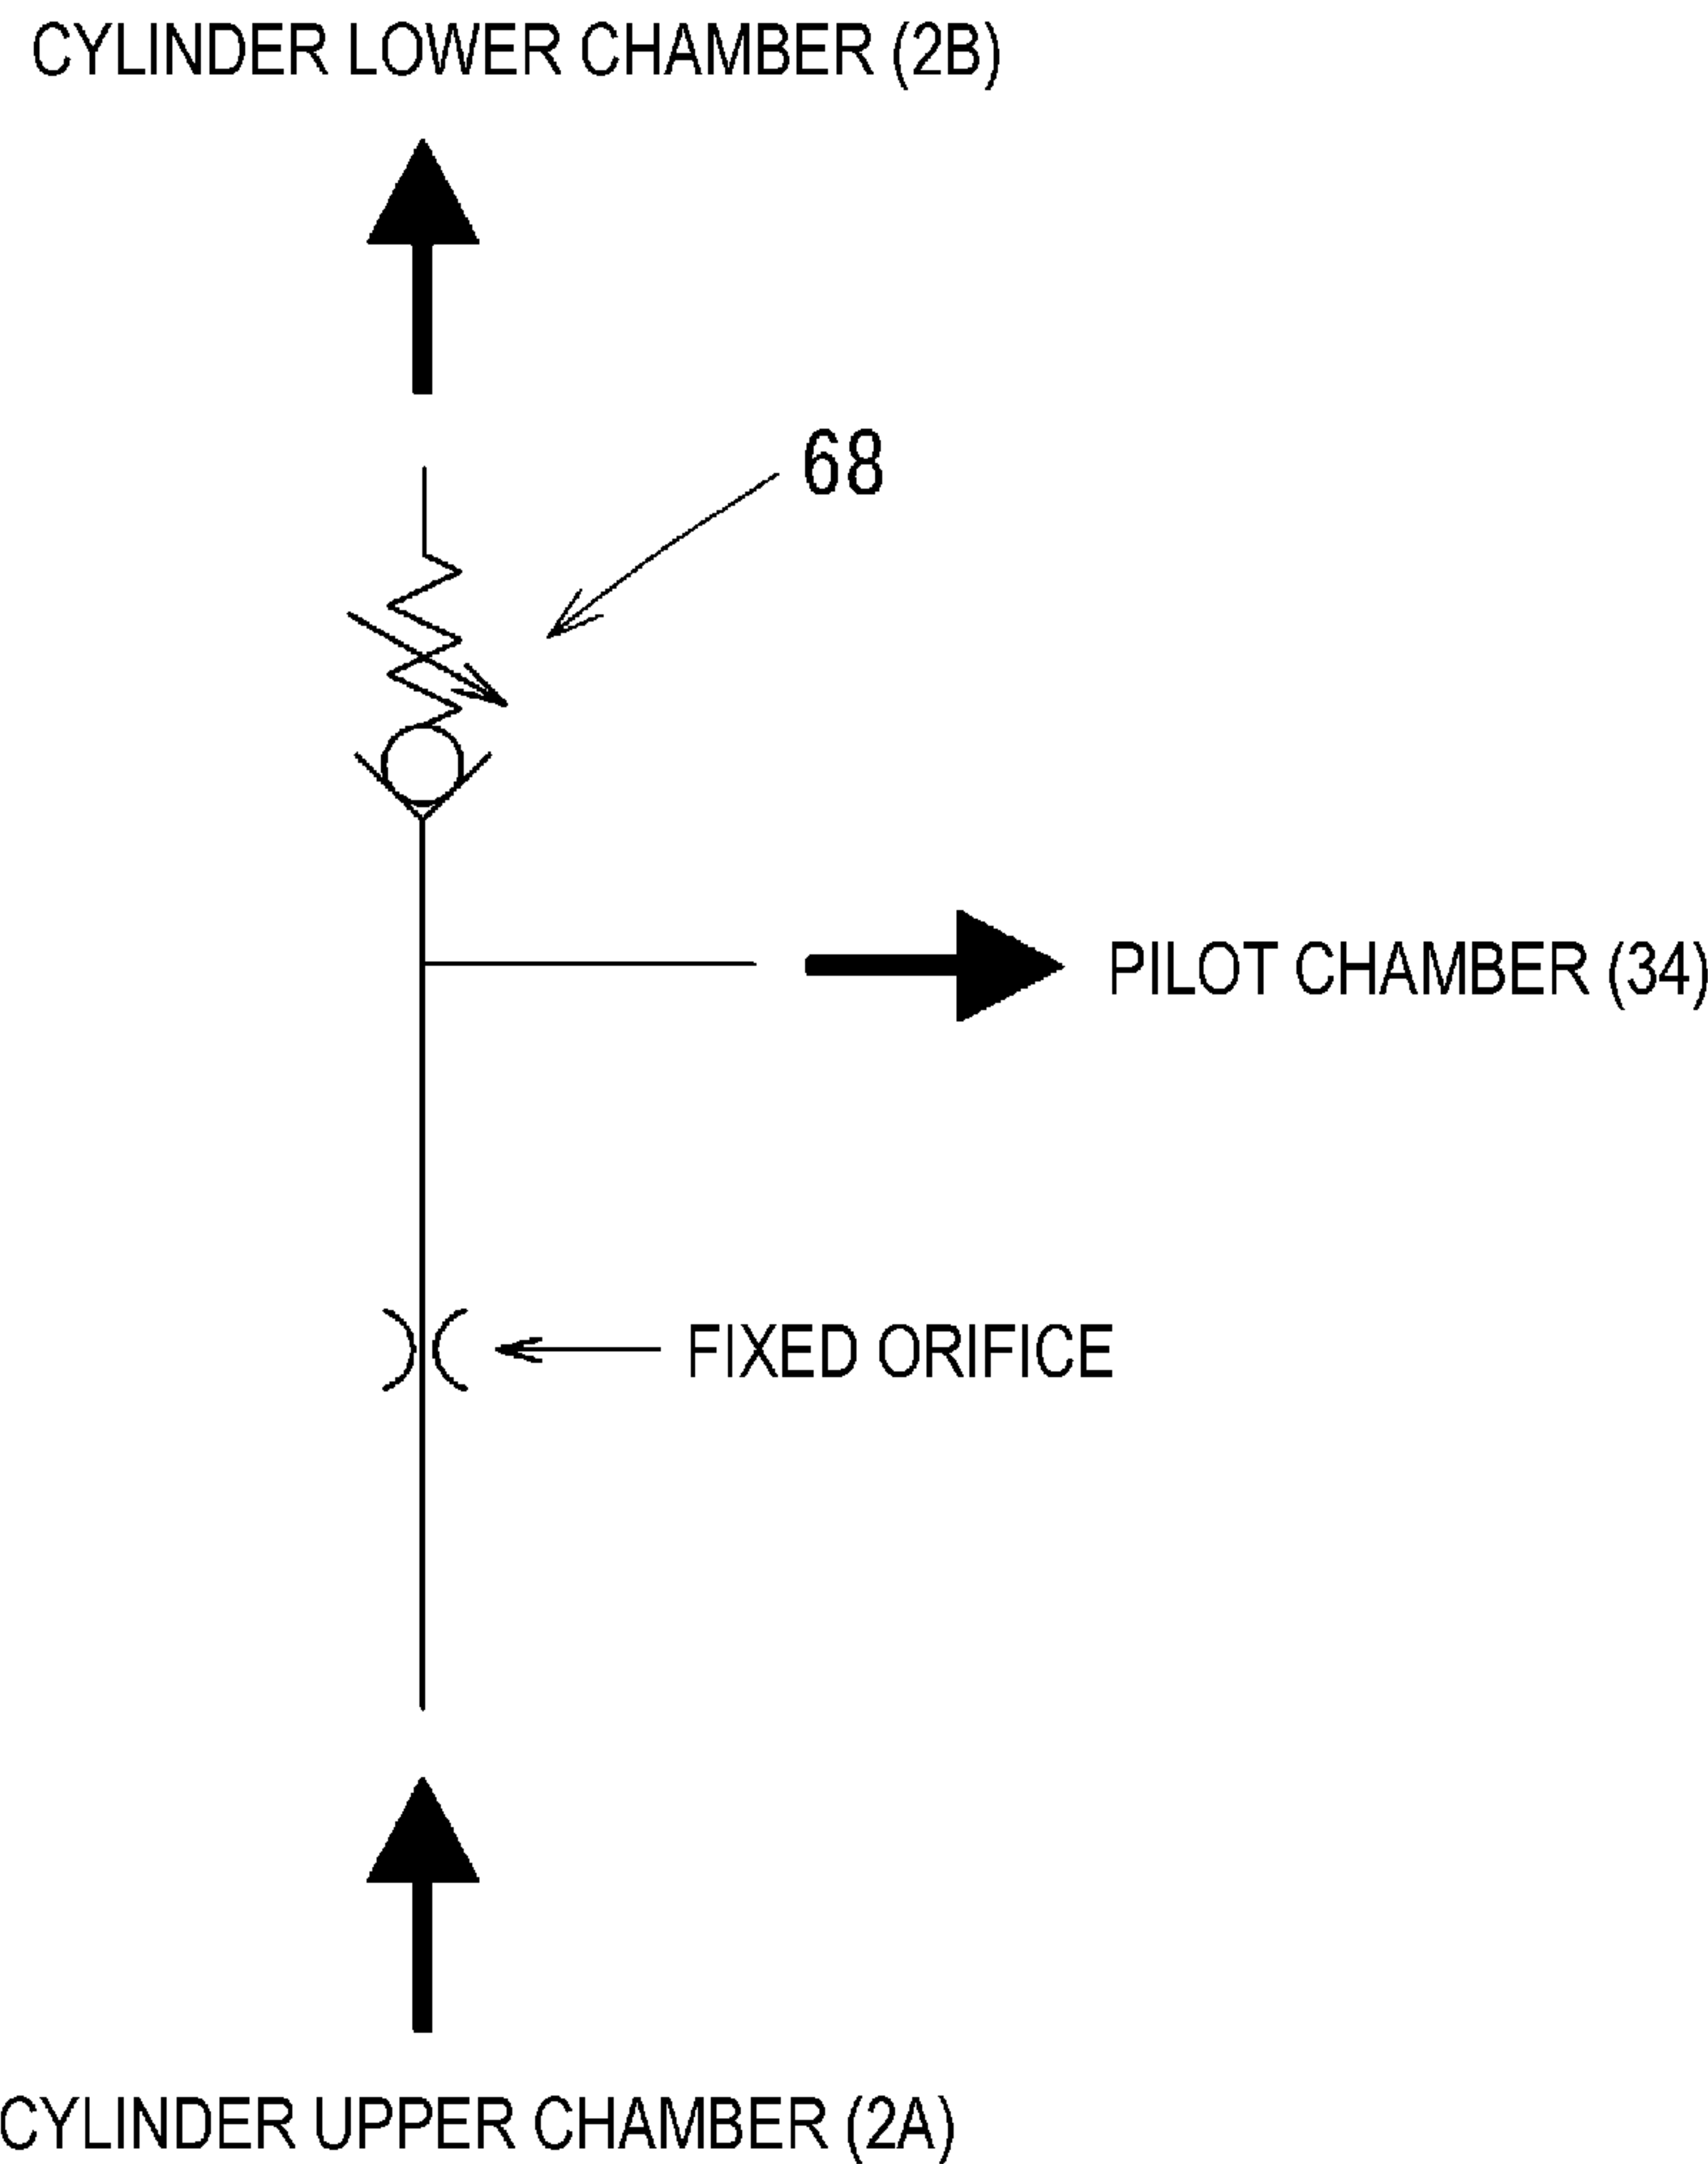 CYLINDER LOWER CHAMBER (2B)
68
PILOT CHAMBER (34)
FIXED ORIFICE
CYLINDER UPPER CHAMBER (2A)